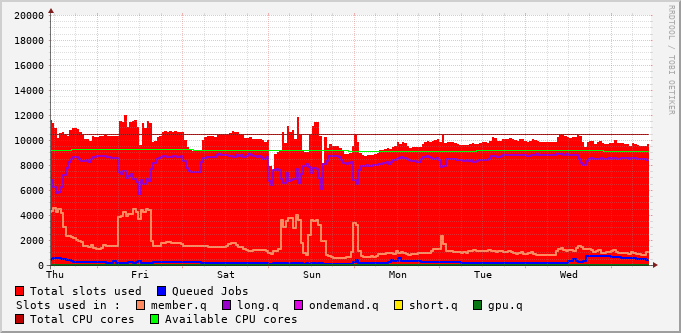 20000
18000
16000
14000
12000
10000
8000
6000
4000
2000
0
Thu Fri Sat Sun Mon Tue Wed
RRDTOOL / TOBI OETIKER
Total slots used Queued Jobs
Slots used in : member.q long.q ondemand.q short.q gpu.q
Total CPU cores Available CPU cores